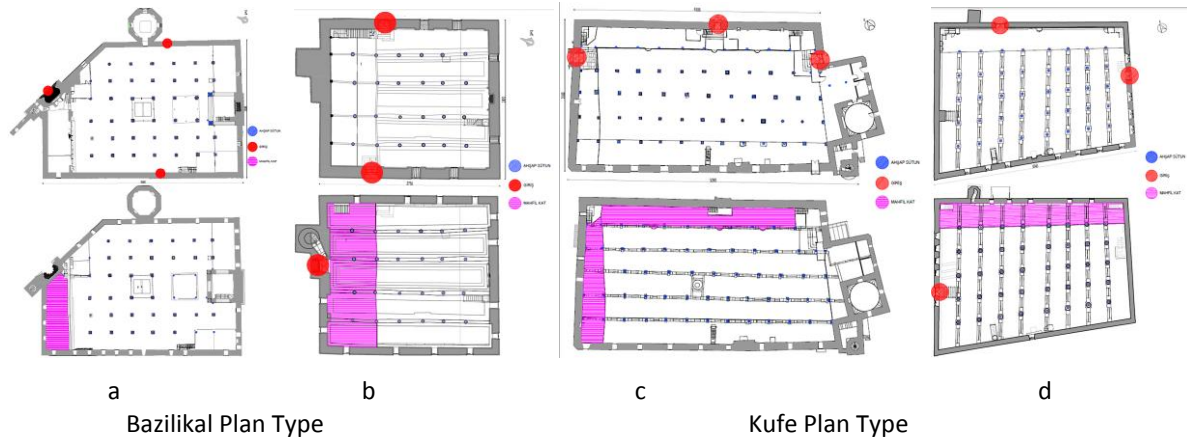 AHŞAP SÜTUN
GİRİŞ
MAHFİL KAT
AHŞAP SÜTUN
GİRİŞ
MAHFİL KAT
AHŞAP SÜTUN
GİRİŞ
MAHFİL KAT
AHŞAP SÜTUN
GİRİŞ
MAHFİL KAT
a b c d
Bazilikal Plan Type Kufe Plan Type